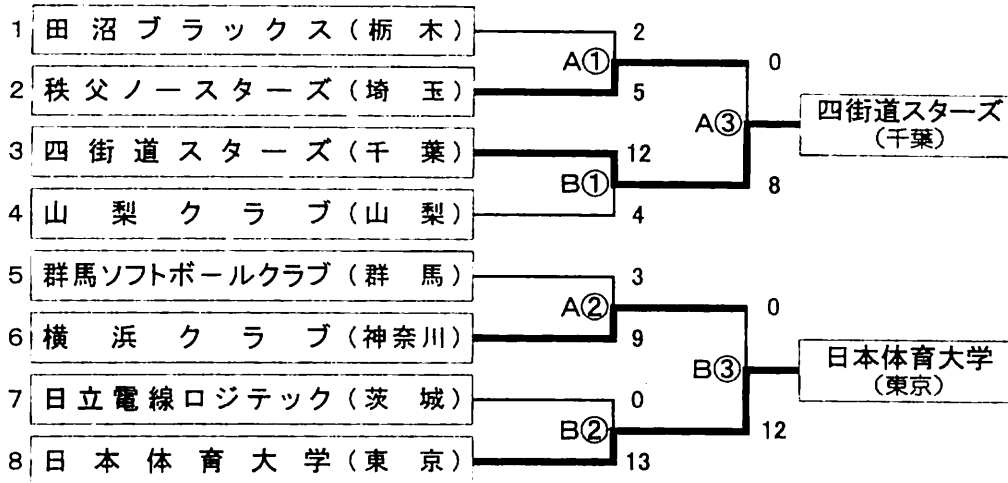 1 田沼ブラックス(栃木)
2 秩父ノースターズ(埼玉)
3 四街道スターズ(千葉)
4 山梨クラブ(山梨)
5 群馬ソフトボールクラブ(群馬)
6 横浜クラブ(神奈川)
7 日立電線ロジテック(茨城)
8 日本体育大学(東京)
2
A①
5
12
B①
4
3
A②
9
0
B②
13
0
A③
8
0
B③
12
四街道スターズ
(千葉)
日本体育大学
(東京)